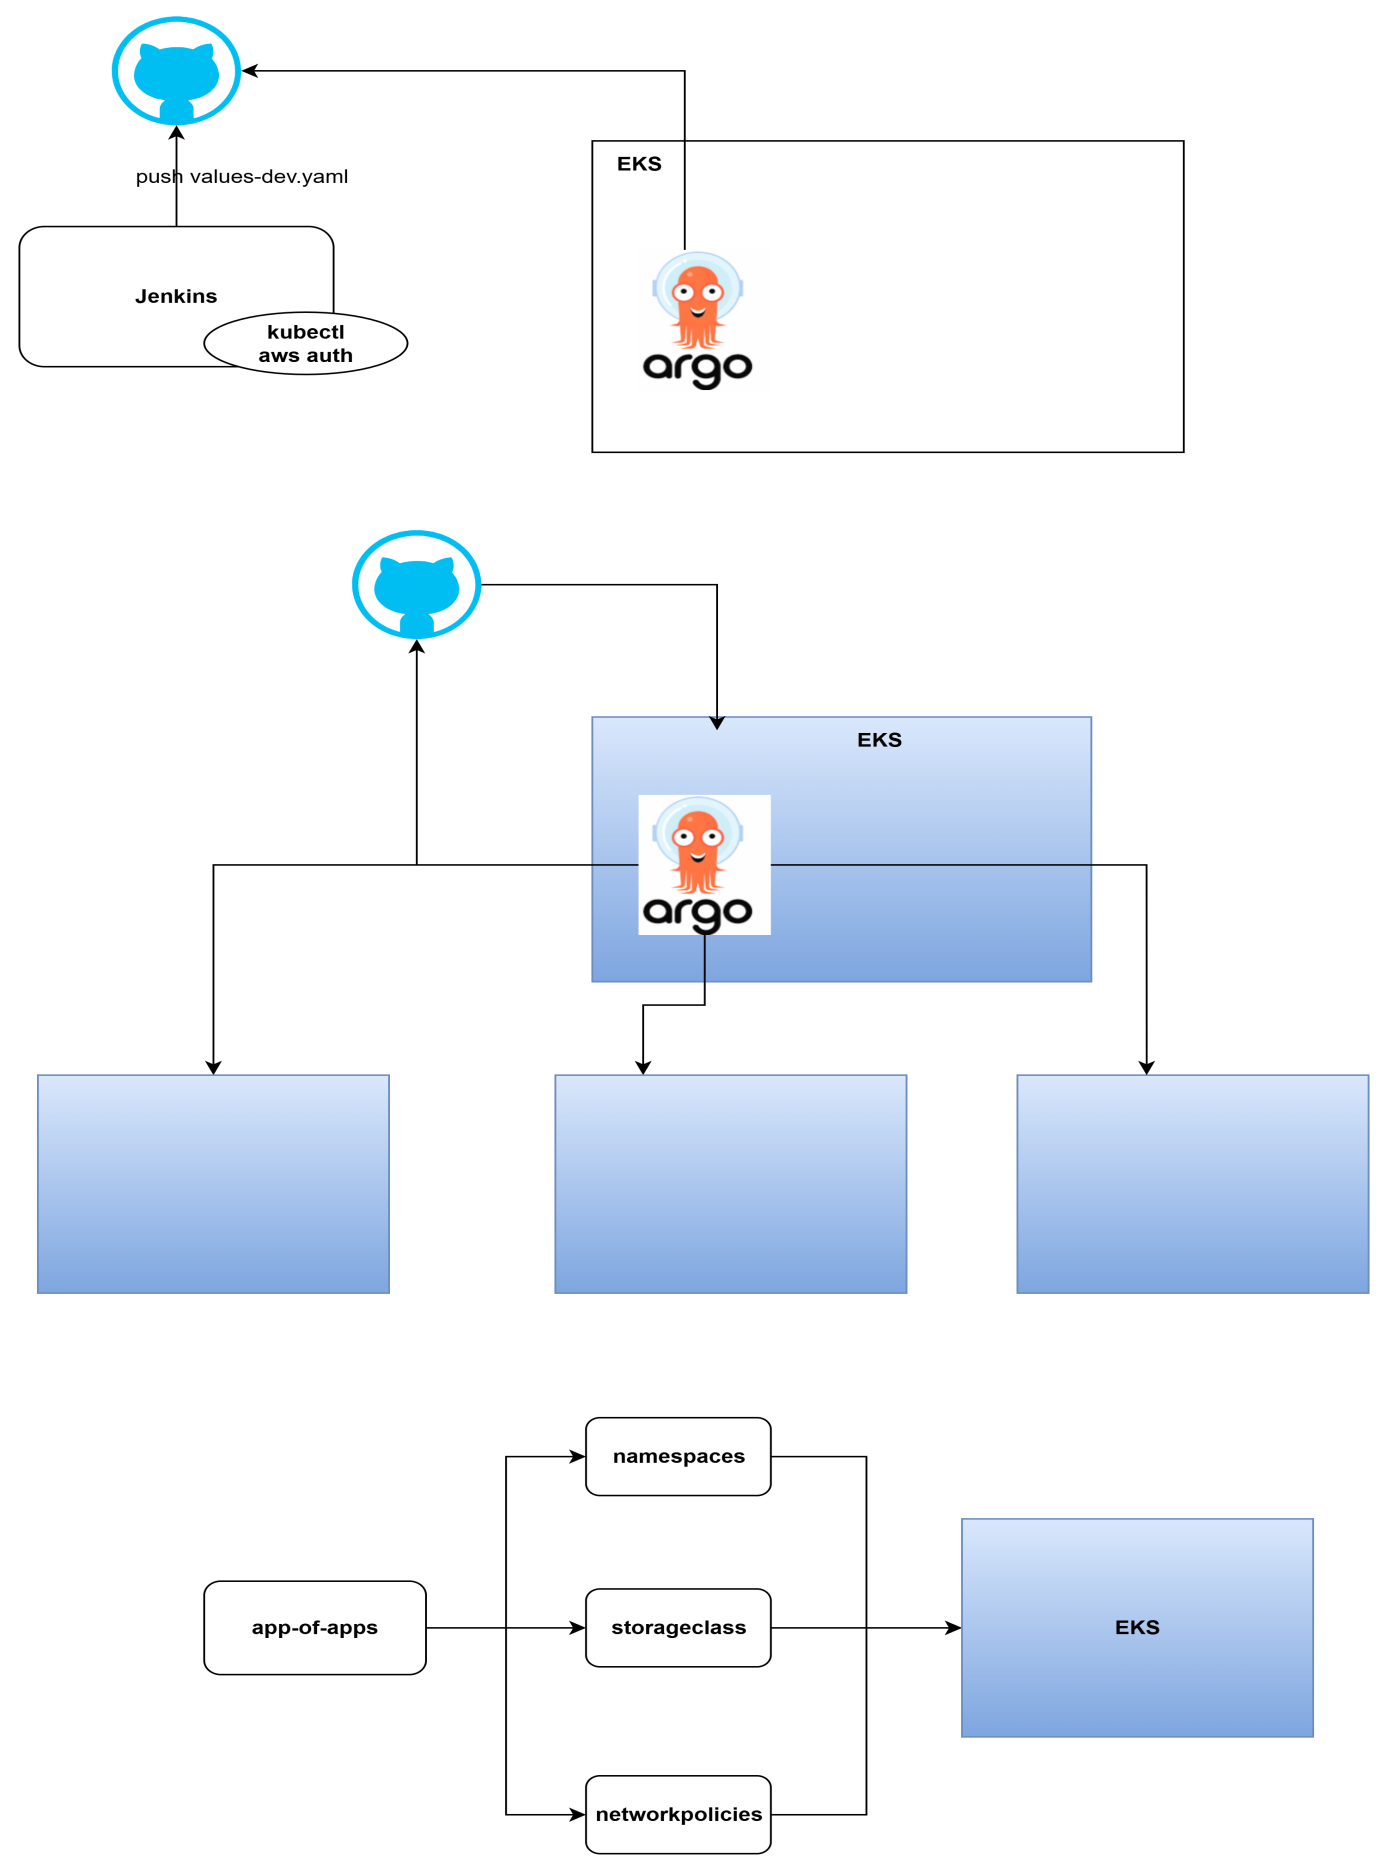 push values-dev.yaml
EKS
Jenkins
kubectl
aws auth
argo
EKS
argo
namespaces
app-of-apps
storageclass
EKS
networkpolicies